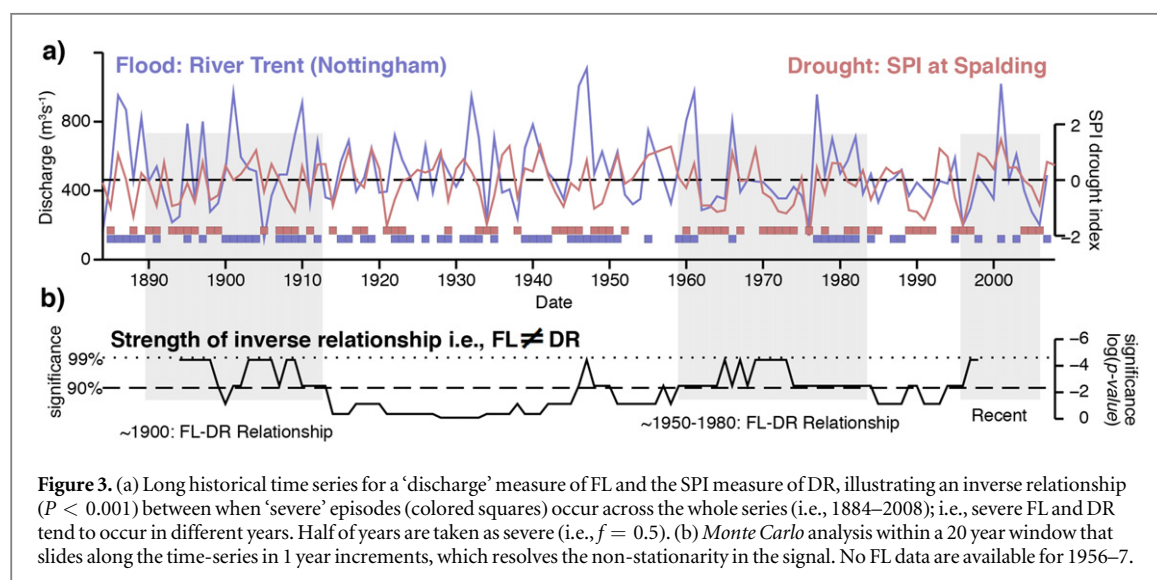 a)
Flood: River Trent (Nottingham)
Drought: SPI at Spalding
Discharge (m³s⁻¹)
800
400
0
2
0
−2
SPI drought index
1890 1900 1910 1920 1930 1940 1950 1960 1970 1980 1990 2000
Date
b)
Strength of inverse relationship i.e., FL ≠ DR
significance
99%
90%
−6
−4
−2
0
significance
log(p-value)
~1900: FL-DR Relationship
~1950-1980: FL-DR Relationship
Recent
Figure 3. (a) Long historical time series for a ‘discharge’ measure of FL and the SPI measure of DR, illustrating an inverse relationship
(P < 0.001) between when ‘severe’ episodes (colored squares) occur across the whole series (i.e., 1884–2008); i.e., severe FL and DR
tend to occur in different years. Half of years are taken as severe (i.e., f = 0.5). (b) Monte Carlo analysis within a 20 year window that
slides along the time-series in 1 year increments, which resolves the non-stationarity in the signal. No FL data are available for 1956–7.